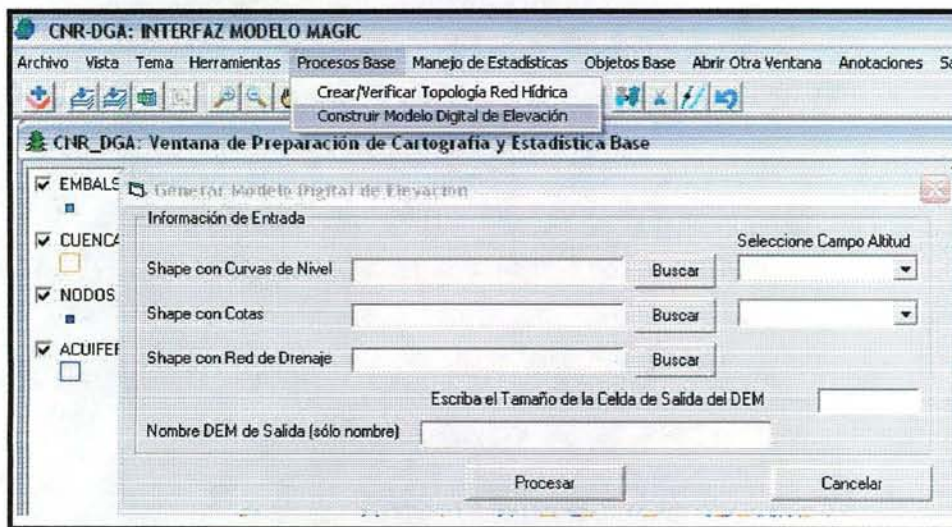 CNR-DGA: INTERFAZ MODELO MAGIC
Archivo Vista Tema Herramientas Procesos Base Manejo de Estadísticas Objetos Base Abrir Otra Ventana Anotaciones Sa
Crear/Verificar Topología Red Hídrica
Construir Modelo Digital de Elevación
CNR_DGA: Ventana de Preparación de Cartografía y Estadística Base
EMBALS
CUENCA
NODOS
ACUIFER
Generar Modelo Digital de Elevación
Información de Entrada
Seleccione Campo Altitud
Shape con Curvas de Nivel Buscar
Shape con Cotas Buscar
Shape con Red de Drenaje Buscar
Escriba el Tamaño de la Celda de Salida del DEM
Nombre DEM de Salida (sólo nombre)
Procesar Cancelar